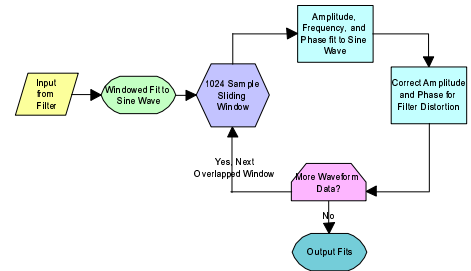 Input
from
Filter
Windowed Fit to
Sine Wave
1024 Sample
Sliding
Window
Amplitude,
Frequency, and
Phase fit to Sine
Wave
Correct Amplitude
and Phase for
Filter Distortion
More Waveform
Data?
Yes, Next
Overlapped Window
No
Output Fits